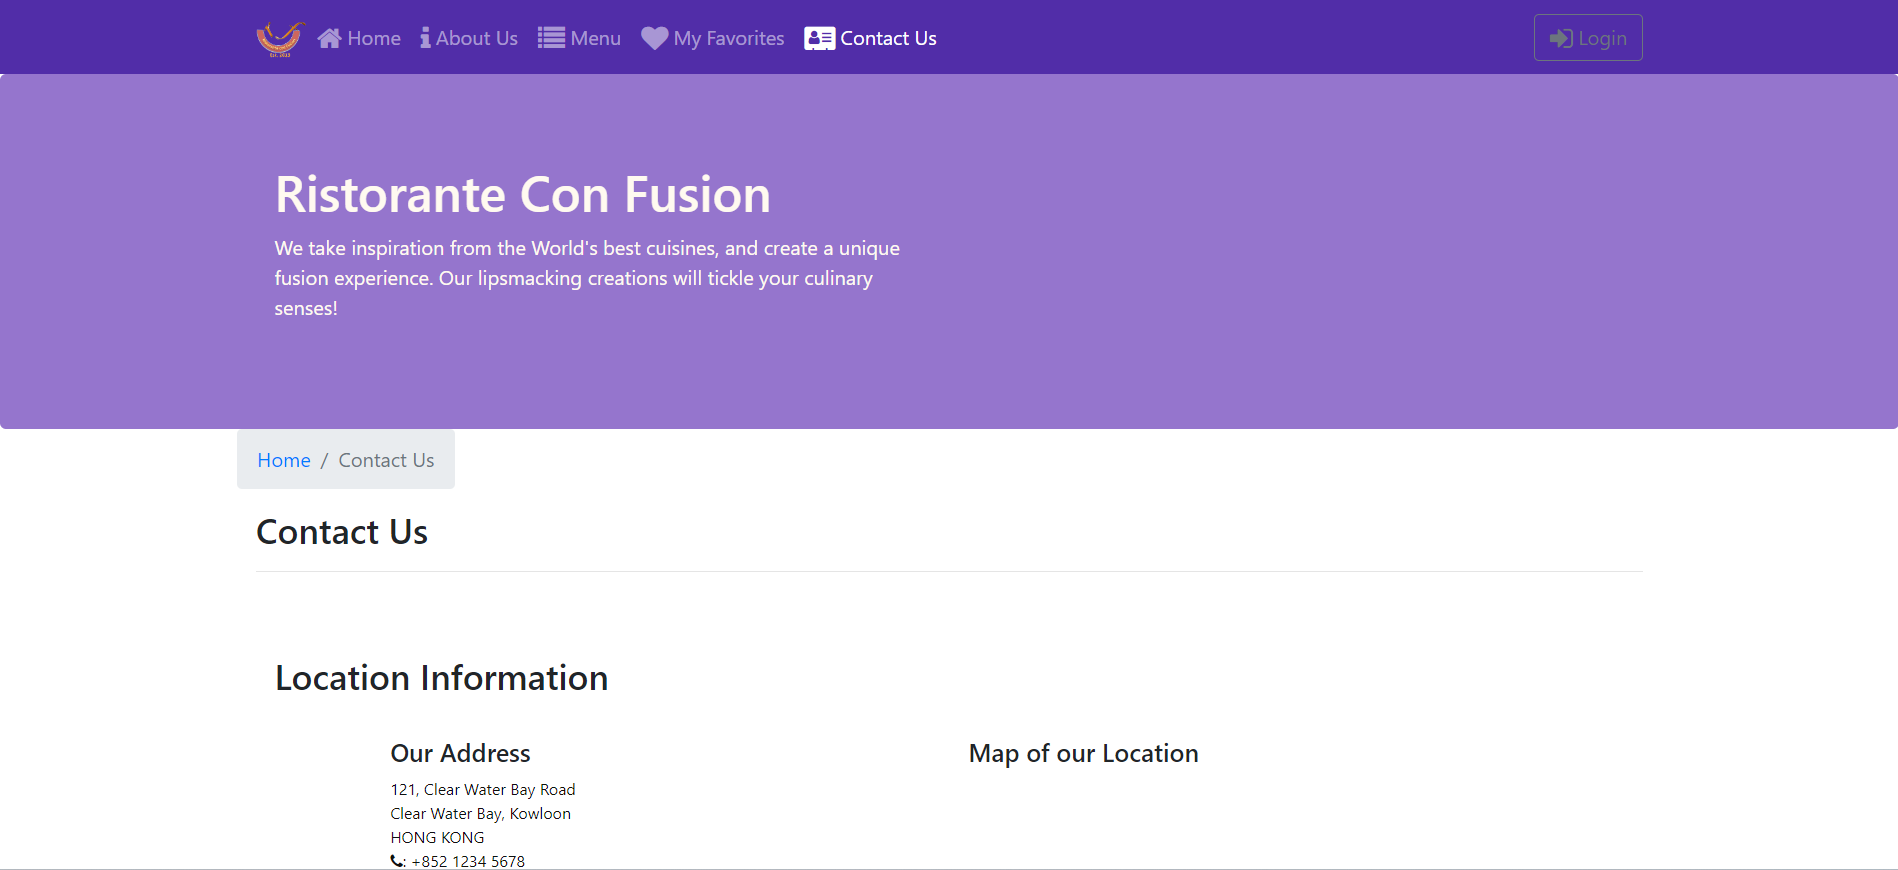 Home About Us Menu My Favorites Contact Us Login
Ristorante Con Fusion
We take inspiration from the World's best cuisines, and create a unique
fusion experience. Our lipsmacking creations will tickle your culinary
senses!
Home / Contact Us
Contact Us
Location Information
Our Address
121, Clear Water Bay Road
Clear Water Bay, Kowloon
HONG KONG
: +852 1234 5678
Map of our Location